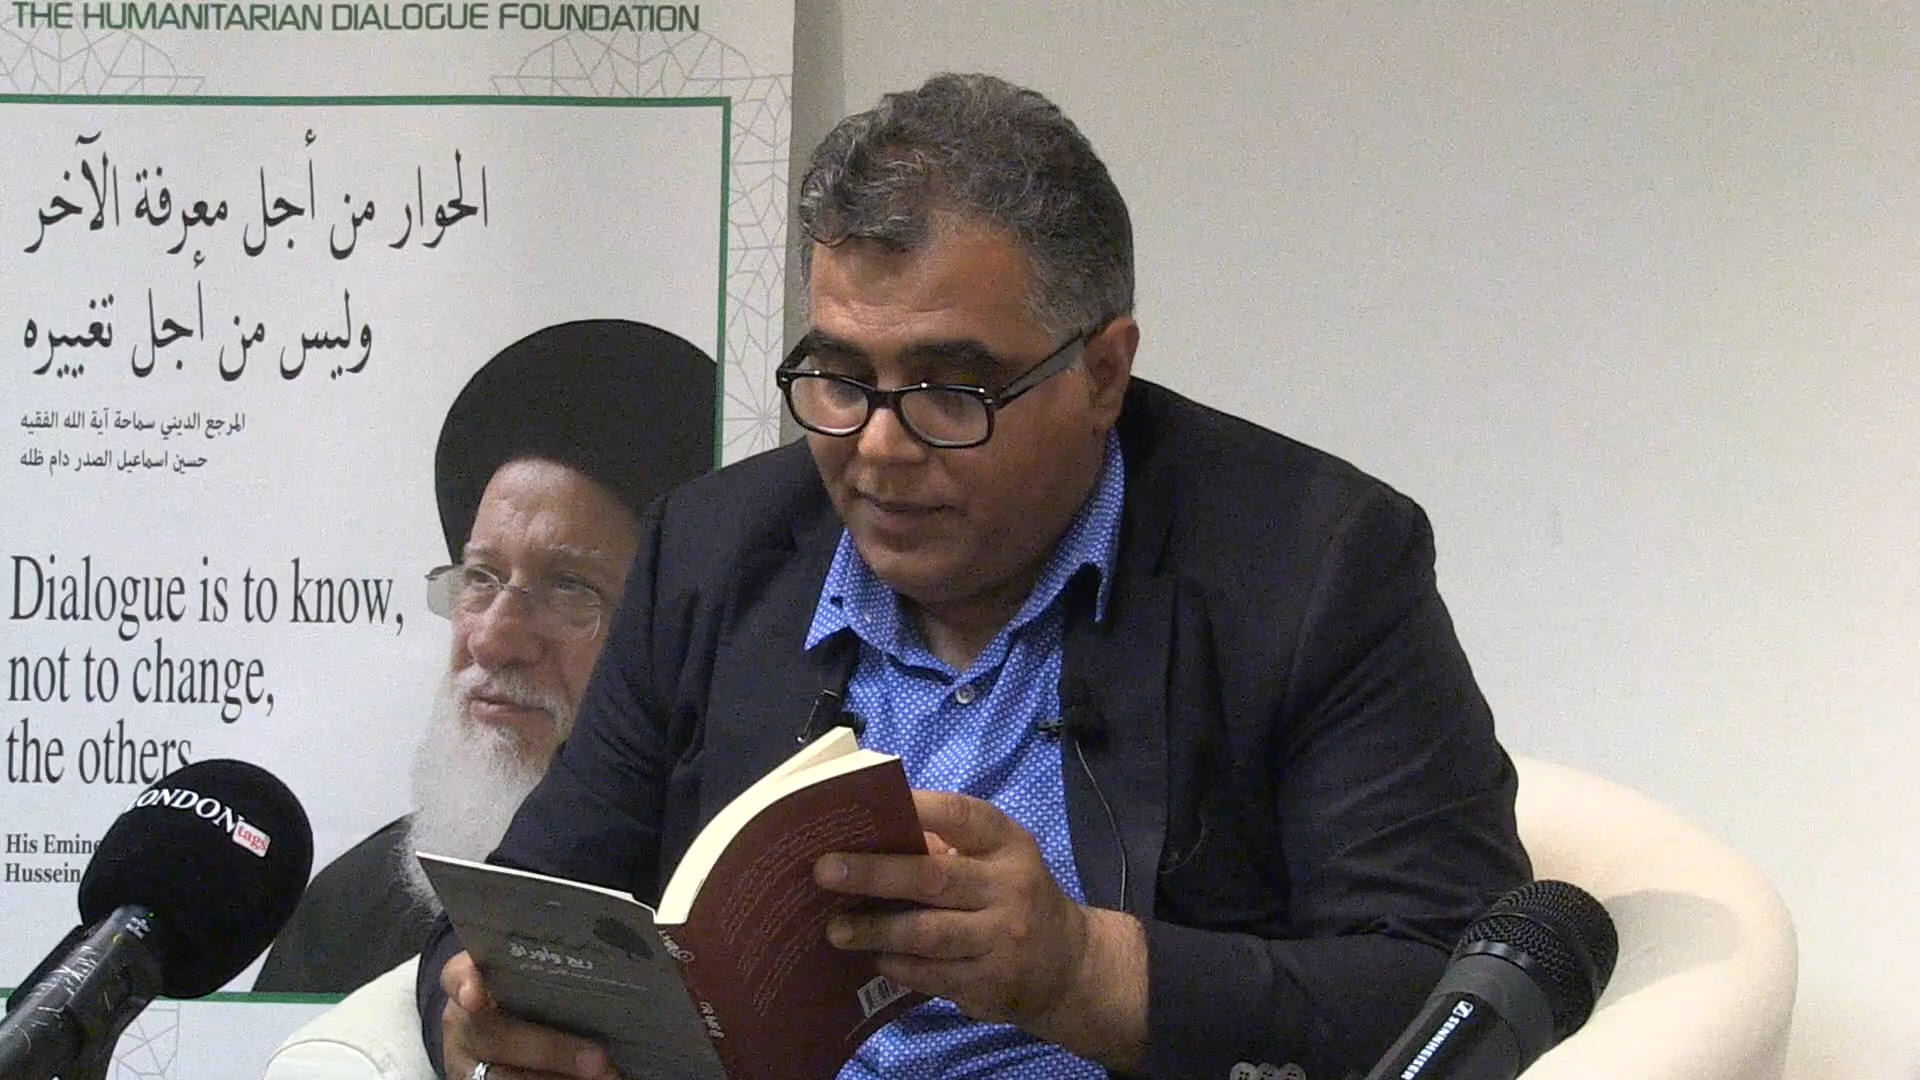 THE HUMANITARIAN DIALOGUE FOUNDATION
الحوار من أجل معرفة الآخر
وليس من أجل تغييره
المرجع الديني سماحة آية الله الفقيه
حسين اسماعيل الصدر دام ظله
Dialogue is to know,
not to change,
the others
His
Hussein
LONDON
tags
ريح وأوراق
SENNHEISER